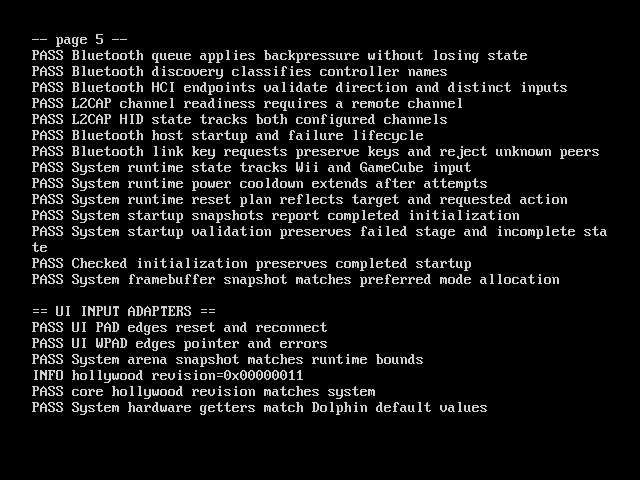 -- page 5 --
PASS Bluetooth queue applies backpressure without losing state
PASS Bluetooth discovery classifies controller names
PASS Bluetooth HCI endpoints validate direction and distinct inputs
PASS L2CAP channel readiness requires a remote channel
PASS L2CAP HID state tracks both configured channels
PASS Bluetooth host startup and failure lifecycle
PASS Bluetooth link key requests preserve keys and reject unknown peers
PASS System runtime state tracks Wii and GameCube input
PASS System runtime power cooldown extends after attempts
PASS System runtime reset plan reflects target and requested action
PASS System startup snapshots report completed initialization
PASS System startup validation preserves failed stage and incomplete sta
te
PASS Checked initialization preserves completed startup
PASS System framebuffer snapshot matches preferred mode allocation
== UI INPUT ADAPTERS ==
PASS UI PAD edges reset and reconnect
PASS UI WPAD edges pointer and errors
PASS System arena snapshot matches runtime bounds
INFO hollywood revision=0x00000011
PASS core hollywood revision matches system
PASS System hardware getters match Dolphin default values